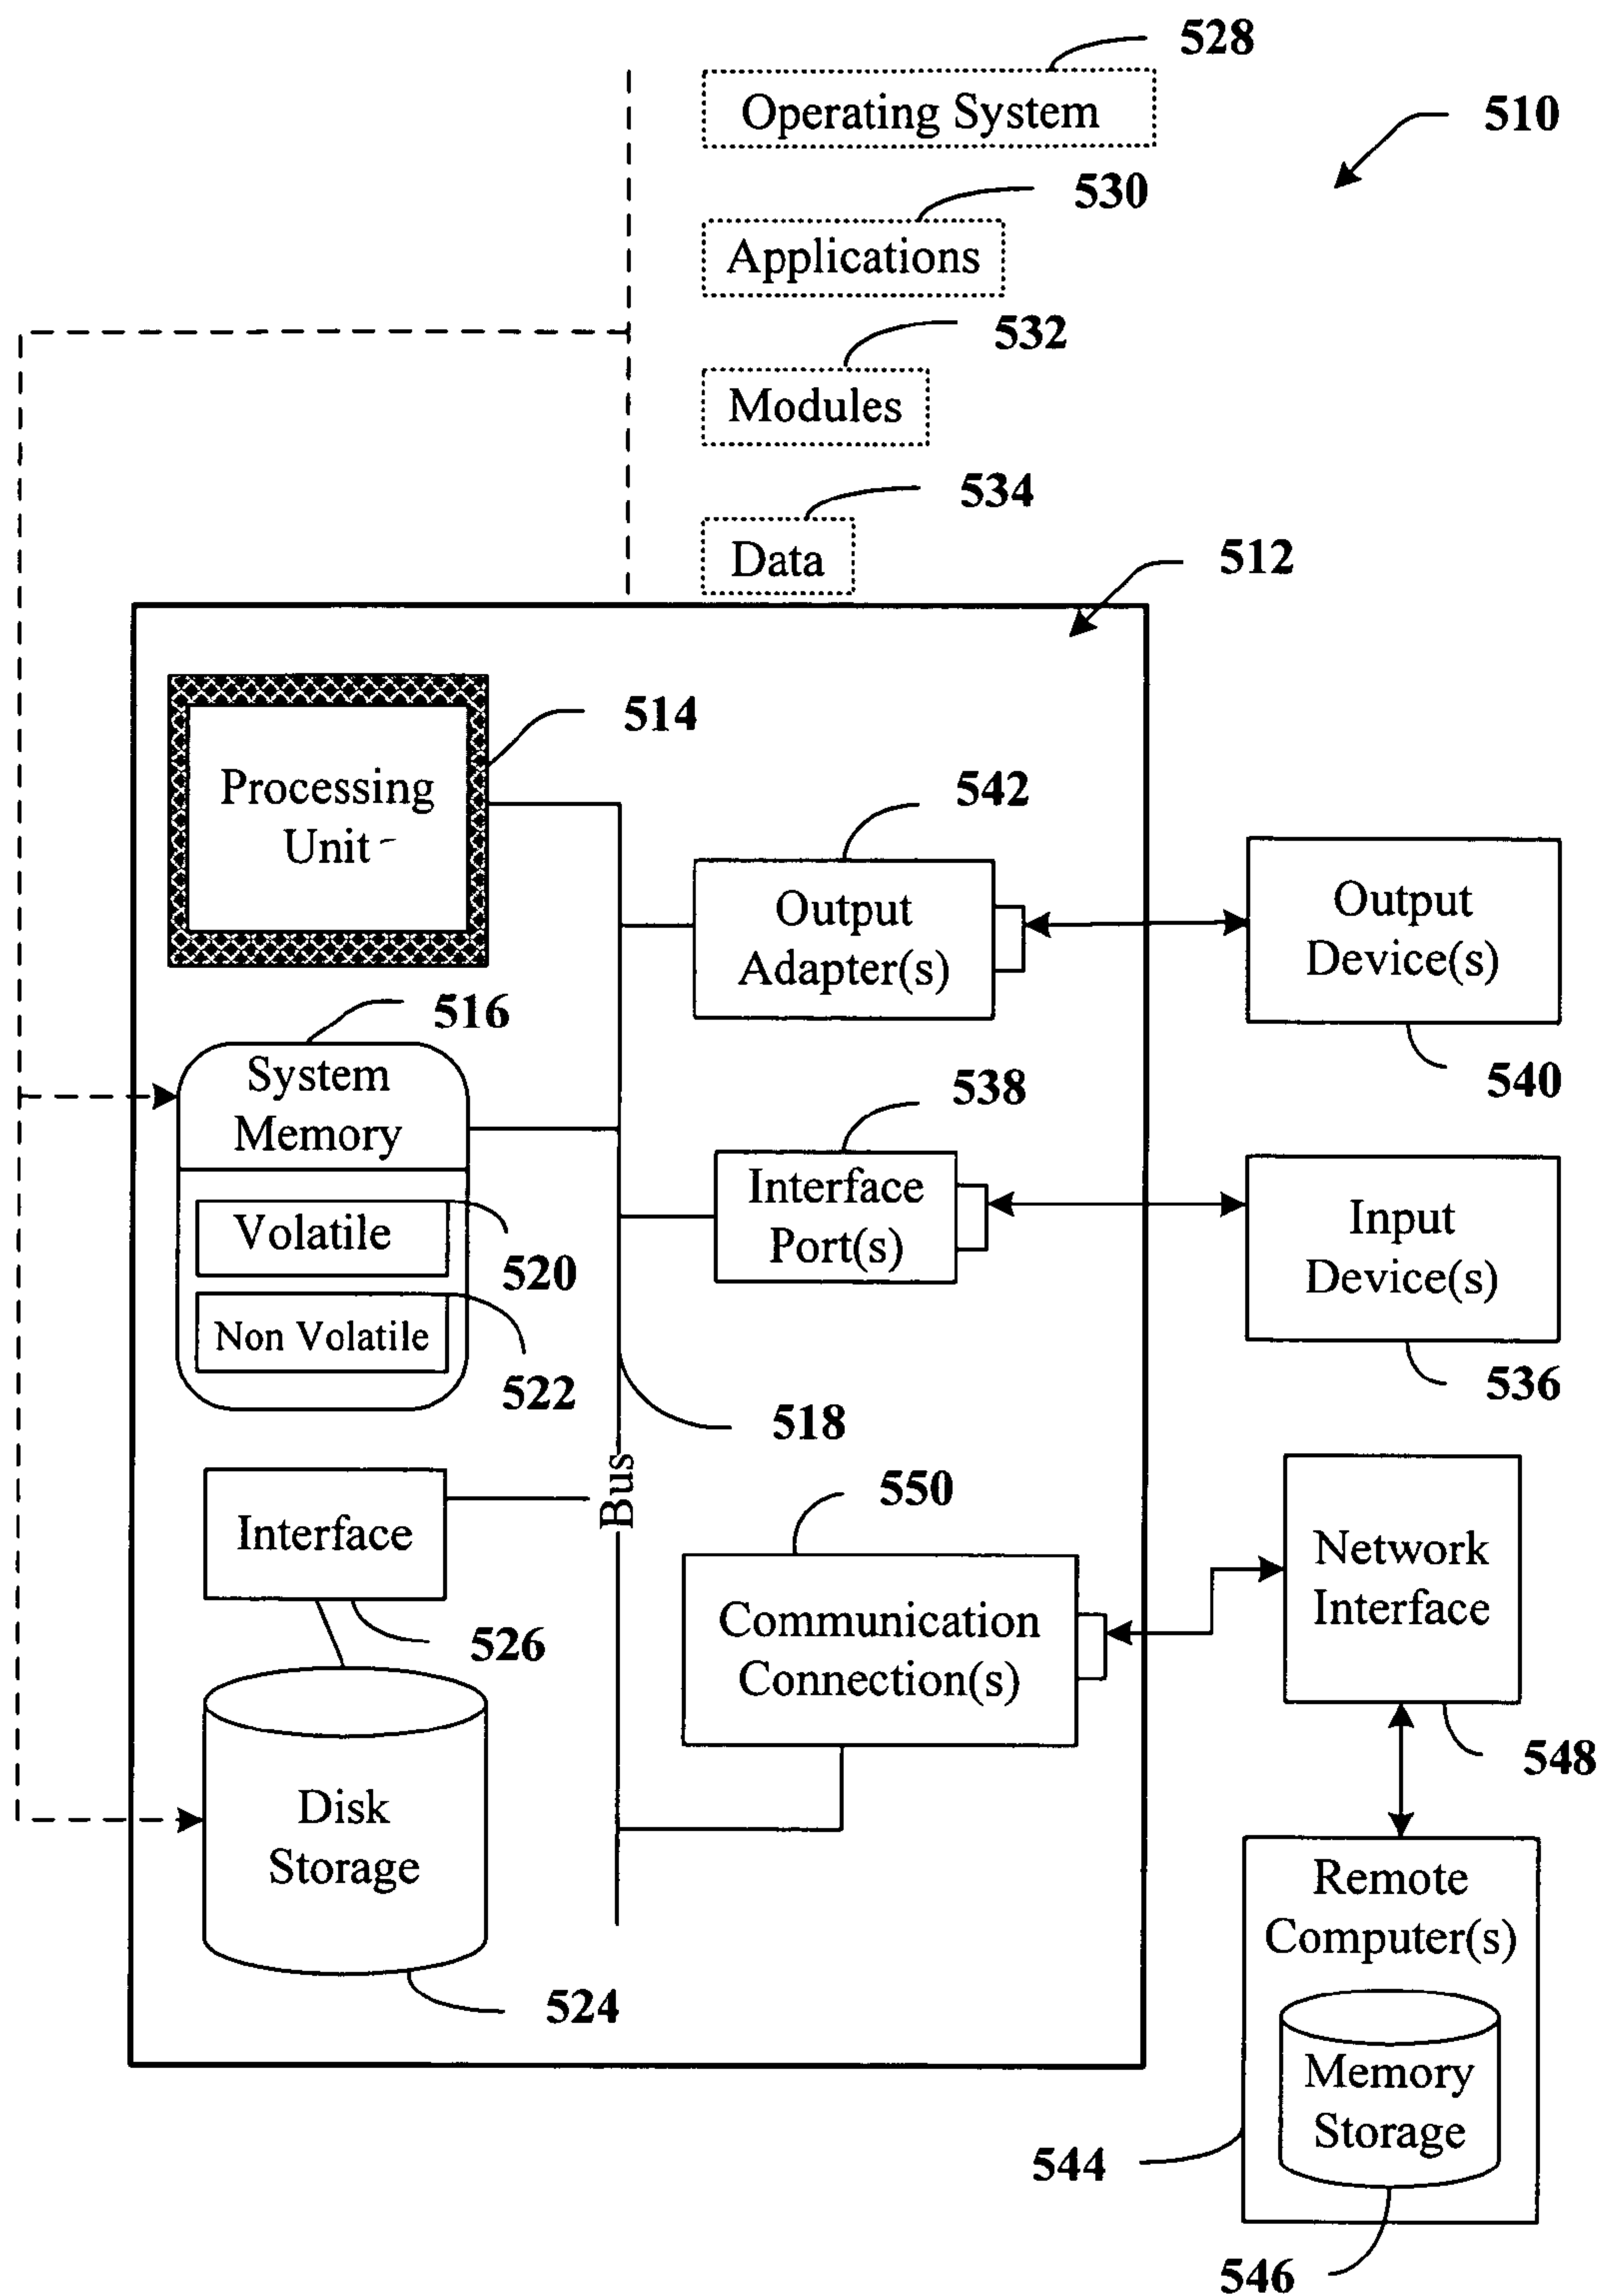 528
Operating System
510
530
Applications
532
Modules
534
Data
512
514
Processing
Unit
542
Output
Adapter(s)
Output
Device(s)
540
516
System
Memory
538
Interface
Port(s)
Volatile
520
Input
Device(s)
536
Non Volatile
522
518
Bus
550
Interface
526
Communication
Connection(s)
Network
Interface
548
Disk
Storage
524
Remote
Computer(s)
Memory
Storage
544
546